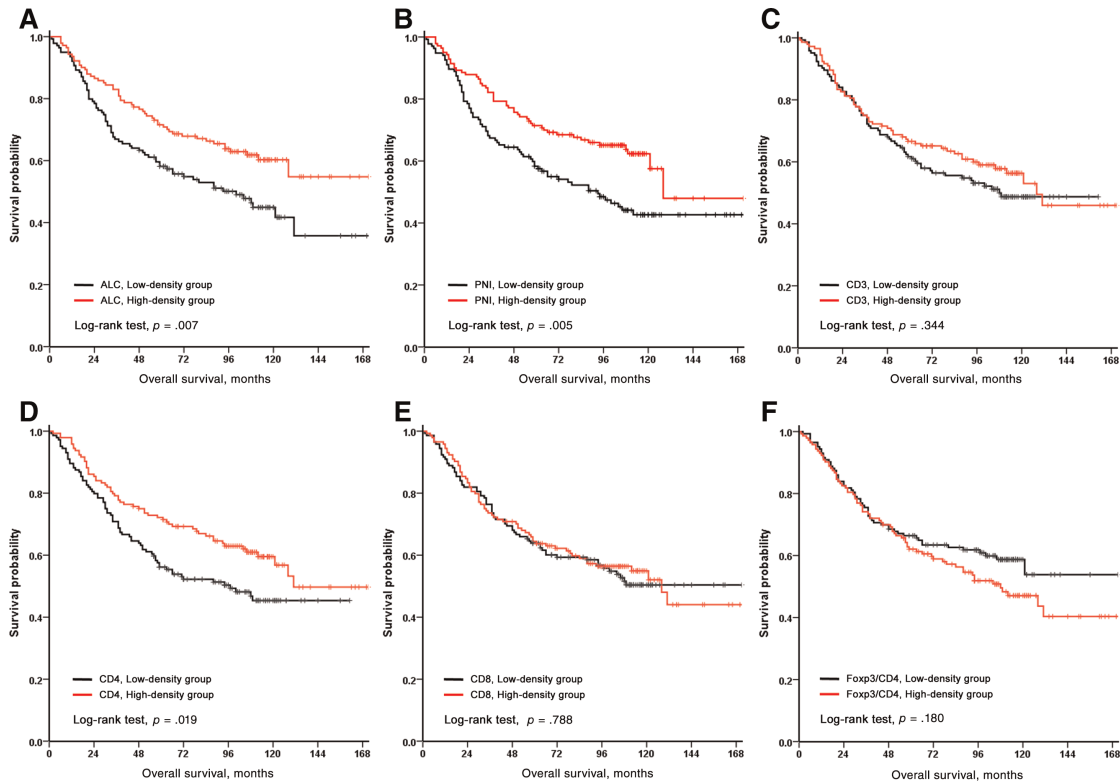 A
Survival probability
1.0
0.8
0.6
0.4
0.2
0.0
ALC, Low-density group
ALC, High-density group
Log-rank test, p = .007
0 24 48 72 96 120 144 168
Overall survival, months
B
Survival probability
1.0
0.8
0.6
0.4
0.2
0.0
PNI, Low-density group
PNI, High-density group
Log-rank test, p = .005
0 24 48 72 96 120 144 168
Overall survival, months
C
Survival probability
1.0
0.8
0.6
0.4
0.2
0.0
CD3, Low-density group
CD3, High-density group
Log-rank test, p = .344
0 24 48 72 96 120 144 168
Overall survival, months
D
Survival probability
1.0
0.8
0.6
0.4
0.2
0.0
CD4, Low-density group
CD4, High-density group
Log-rank test, p = .019
0 24 48 72 96 120 144 168
Overall survival, months
E
Survival probability
1.0
0.8
0.6
0.4
0.2
0.0
CD8, Low-density group
CD8, High-density group
Log-rank test, p = .788
0 24 48 72 96 120 144 168
Overall survival, months
F
Survival probability
1.0
0.8
0.6
0.4
0.2
0.0
Foxp3/CD4, Low-density group
Foxp3/CD4, High-density group
Log-rank test, p = .180
0 24 48 72 96 120 144 168
Overall survival, months